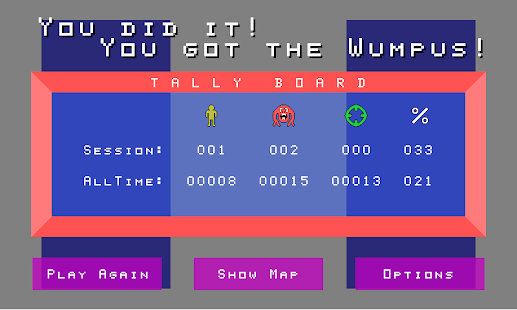 You did it!
You got the Wumpus!
TALLY BOARD
%
Session: 001 002 000 033
AllTime: 00008 00015 00013 021
Play Again Show Map Options